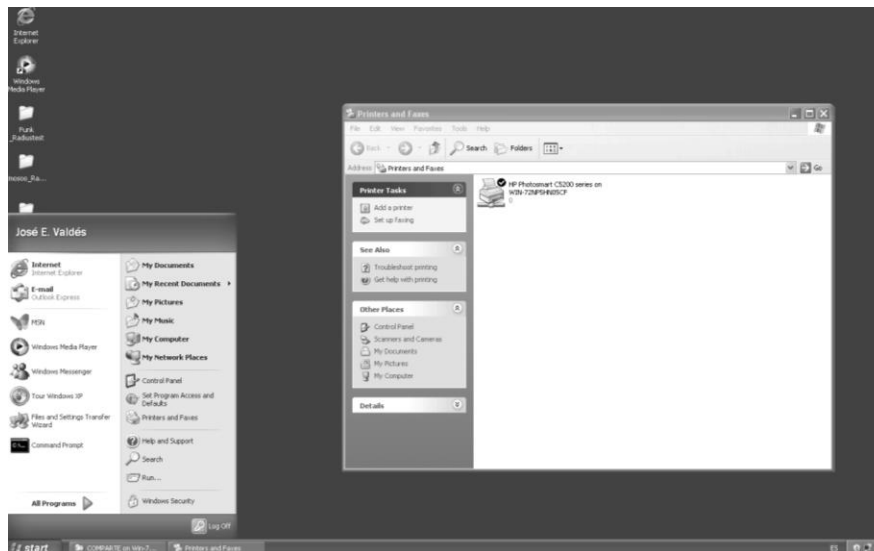 Internet
Explorer
Windows
Media Player
Punk
_Radiustest
José E. Valdés
Internet
Internet Explorer
E-mail
Outlook Express
MSN
Windows Media Player
Windows Messenger
Tour Windows XP
Files and Settings Transfer
Wizard
Command Prompt
All Programs
My Documents
My Recent Documents
My Pictures
My Music
My Computer
My Network Places
Control Panel
Set Program Access and
Defaults
Printers and Faxes
Help and Support
Search
Run...
Windows Security
Log Off
Printers and Faxes
File Edit View Favorites Tools Help
Back Search Folders
Address Printers and Faxes Go
Printer Tasks
Add a printer
Set up faxing
See Also
Troubleshoot printing
Get help with printing
Other Places
Control Panel
Scanners and Cameras
My Documents
My Pictures
My Computer
Details
HP Photosmart C5200 series on
0
start COMPARTE on Win-7... Printers and Faxes